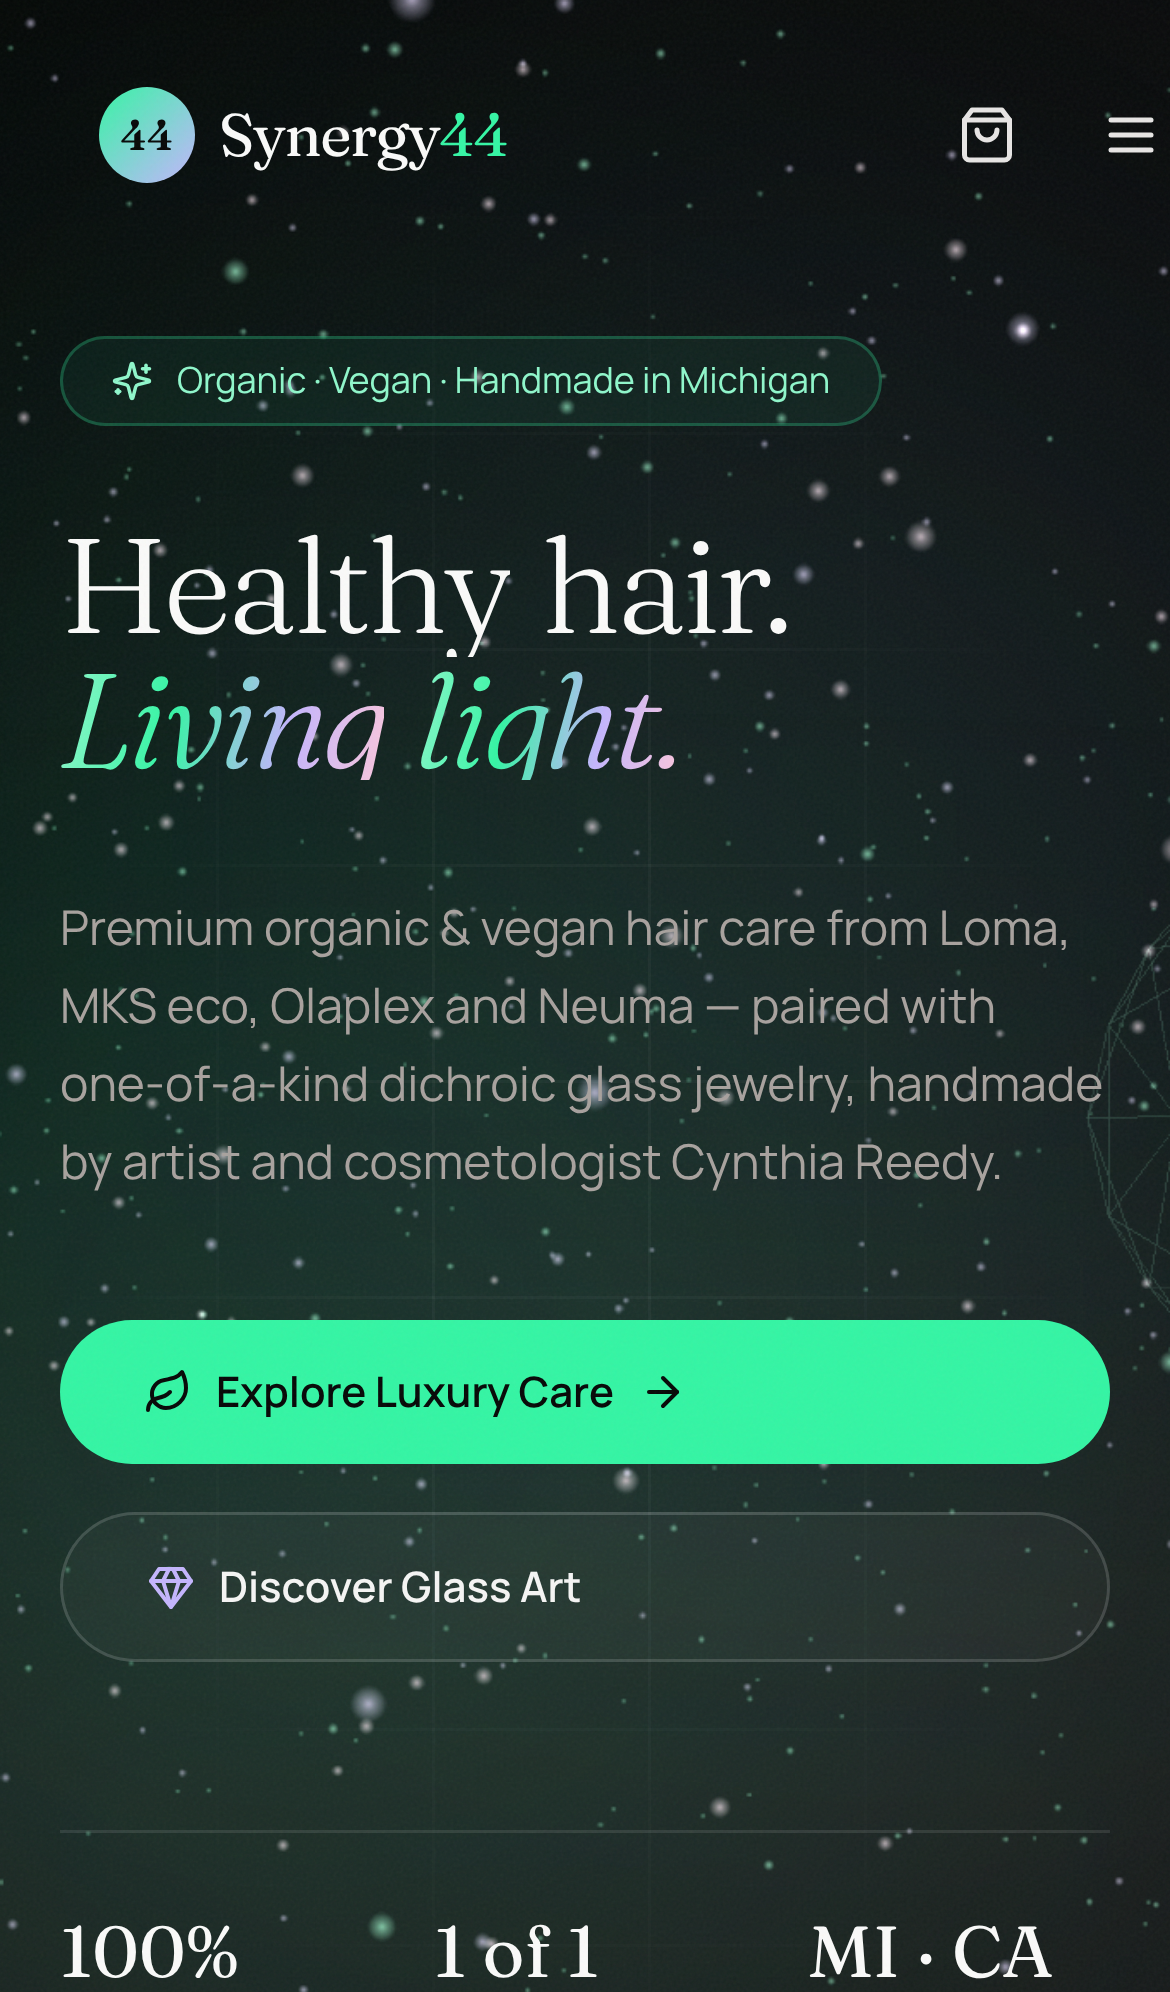 44 Synergy44
Organic · Vegan · Handmade in Michigan
Healthy hair.
Living light.
Premium organic & vegan hair care from Loma,
MKS eco, Olaplex and Neuma — paired with
one-of-a-kind dichroic glass jewelry, handmade
by artist and cosmetologist Cynthia Reedy.
Explore Luxury Care →
Discover Glass Art
100% 1 of 1 MI · CA